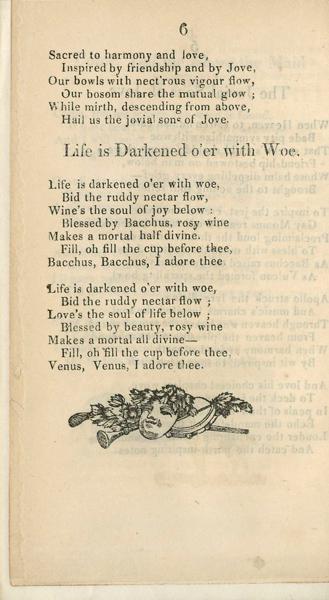 6
Sacred to harmony and love,
Inspired by friendship and by Jove,
Our bowls with nect'rous vigour flow,
Our bosom share the mutual glow ;
While mirth, descending from above,
Hail us the jovial sons of Jove.
Life is Darkened o'er with Woe.
Life is darkened o'er with woe,
Bid the ruddy nectar flow,
Wine's the soul of joy below :
Blessed by Bacchus, rosy wine
Makes a mortal half divine.
Fill, oh fill the cup before thee,
Bacchus, Bacchus, I adore thee
Life is darkened o'er with woe,
Bid the ruddy nectar flow ;
Love's the soul of life below ;
Blessed by beauty, rosy wine
Makes a mortal all divine—
Fill, oh fill the cup before thee,
Venus, Venus, I adore thee.